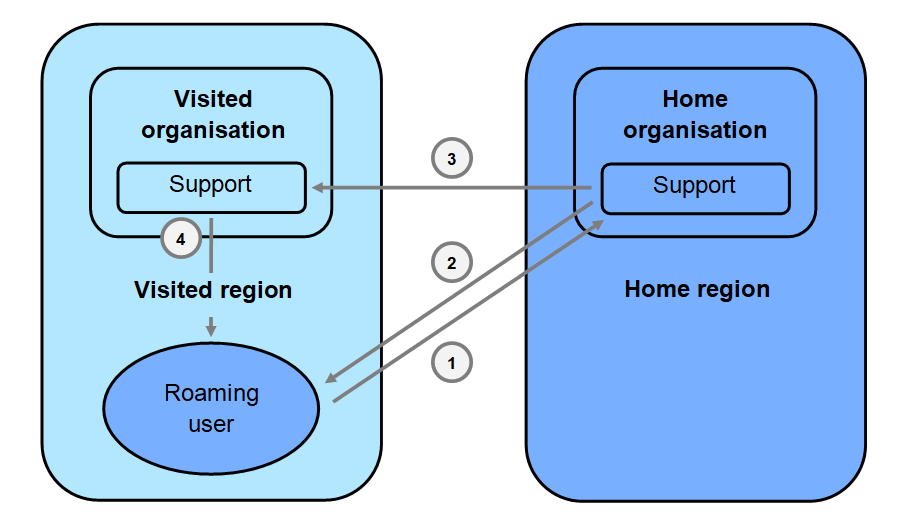 Visited
organisation
Support
4
Visited region
Roaming
user
3
2
1
Home
organisation
Support
Home region